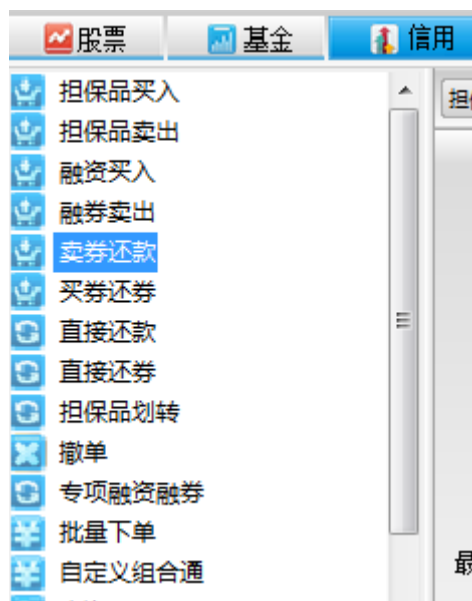 股票 基金 信用
担保品买入
担保品卖出
融资买入
融券卖出
卖券还款
买券还券
直接还款
直接还券
担保品划转
撤单
专项融资融券
批量下单
自定义组合通
担
最